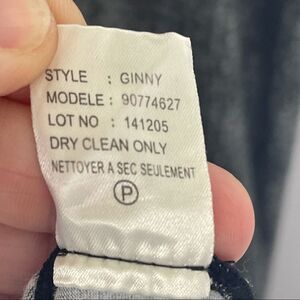 STYLE : GINNY
MODELE : 90774627
LOT NO : 141205
DRY CLEAN ONLY
NETTOYER A SEC SEULEMENT
P